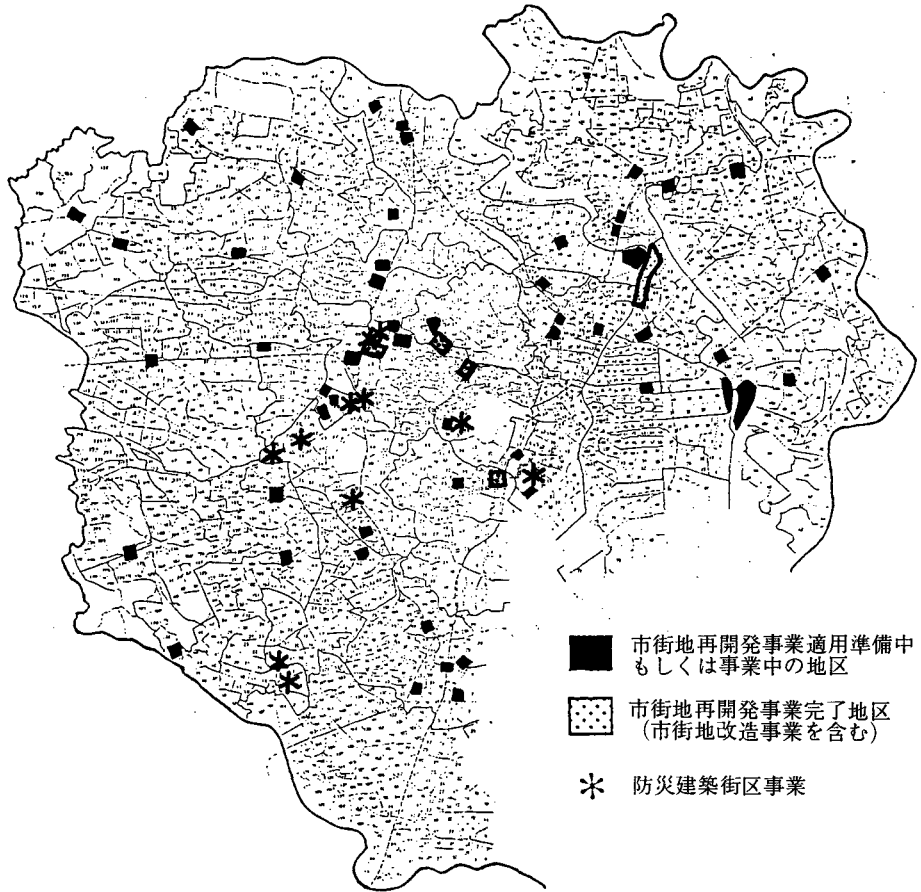 市街地再開発事業適用準備中
もしくは事業中の地区
市街地再開発事業完了地区
(市街地改造事業を含む)
防災建築街区事業